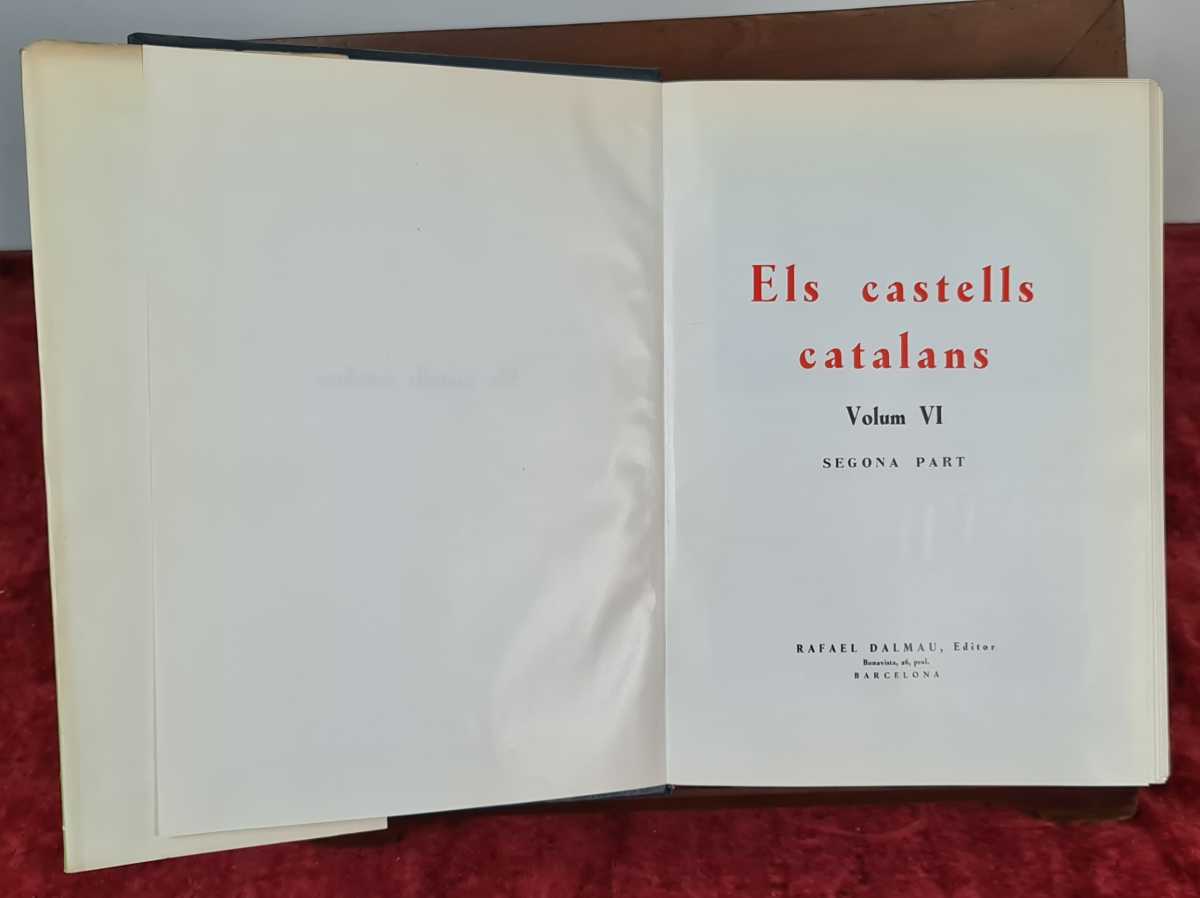 Els castells
catalans
Volum VI
SEGONA PART
RAFAEL DALMAU, Editor
Bonavista, 26, pral.
BARCELONA